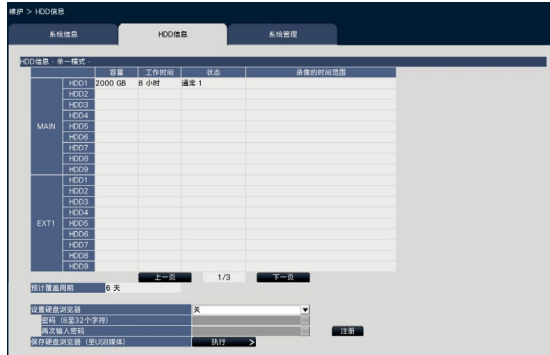 维护 > HDD信息
系统信息 HDD信息 系统管理
HDD信息 - 单一模式 -
容量 工作时间 状态 录像的时间范围
HDD1 2000 GB 8 小时 通常 1
HDD2
HDD3
HDD4
MAIN HDD5
HDD6
HDD7
HDD8
HDD9
HDD1
HDD2
HDD3
HDD4
EXT1 HDD5
HDD6
HDD7
HDD8
HDD9
上一页 1/3 下一页
预计覆盖周期 6 天
设置硬盘浏览器 关
密码 (8至32个字符)
再次输入密码 注册
保存硬盘浏览器 (至USB媒体) 执行 >